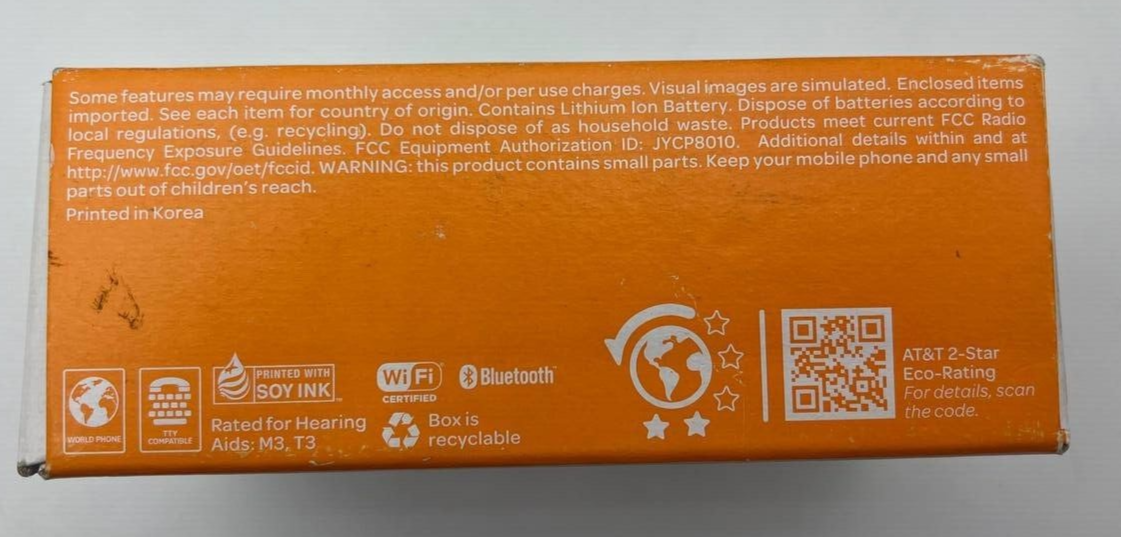 Some features may require monthly access and/or per use charges. Visual images are simulated. Enclosed items
imported. See each item for country of origin. Contains Lithium Ion Battery. Dispose of batteries according to
local regulations, (e.g. recycling). Do not dispose of as household waste. Products meet current FCC Radio
Frequency Exposure Guidelines. FCC Equipment Authorization ID: JYCP8010. Additional details within and at
http://www.fcc.gov/oet/fccid. WARNING: this product contains small parts. Keep your mobile phone and any small
parts out of children's reach.
Printed in Korea
WORLD PHONE
TTY
COMPATIBLE
PRINTED WITH
SOY INK™
Rated for Hearing
Aids: M3, T3
Wi Fi
CERTIFIED
Bluetooth™
Box is
recyclable
AT&T 2-Star
Eco-Rating
For details, scan
the code.